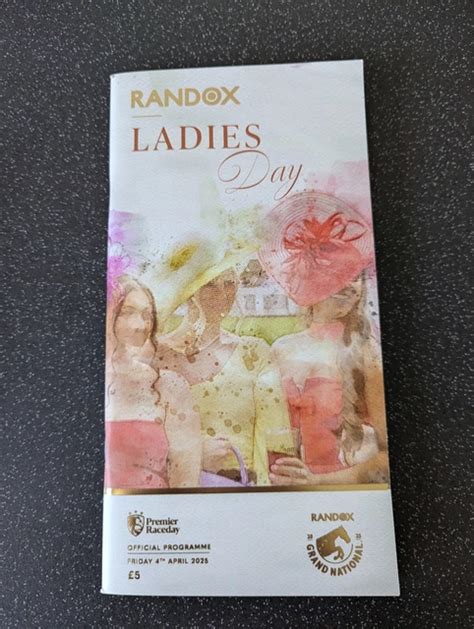 RANDOX
LADIES
Day
Premier
Raceday
OFFICIAL PROGRAMME
FRIDAY 4TH APRIL 2025
£5
RANDOX
GRAND NATIONAL